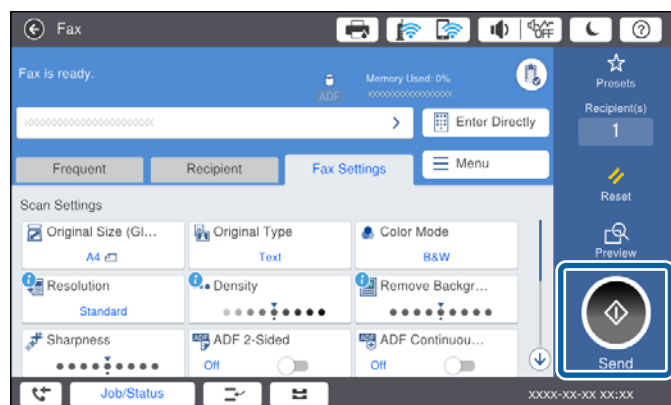 Fax
OFF
Fax is ready.
ADF
Memory Used: 0%
xxxxxxxxxxxxxxxxxxx
Presets
Recipient(s)
1
xxxxxxxxxxxxxxxxxxxxxxx
Enter Directly
Frequent
Recipient
Fax Settings
Menu
Reset
Scan Settings
Original Size (Gl...
A4
Original Type
Text
Color Mode
B&W
Preview
Resolution
Standard
Density
Remove Backgr...
Sharpness
ADF 2-Sided
Off
ADF Continuou...
Off
Send
Job/Status
xxxx-xx-xx xx:xx